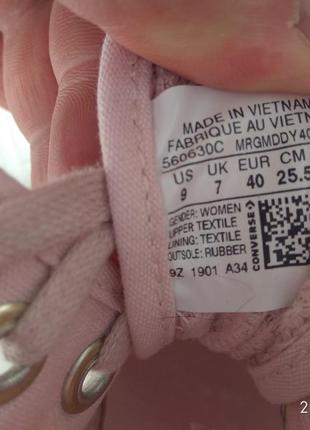 MADE IN VIETNAM
FABRIQUE AU VIETN
560630C MRGMDDY40
US UK EUR CM
9 7 40 25.5
GENDER: WOMEN
UPPER TEXTILE
LINING: TEXTILE
OUTSOLE: RUBBER
9Z 1901 A34
CONVERSE
2